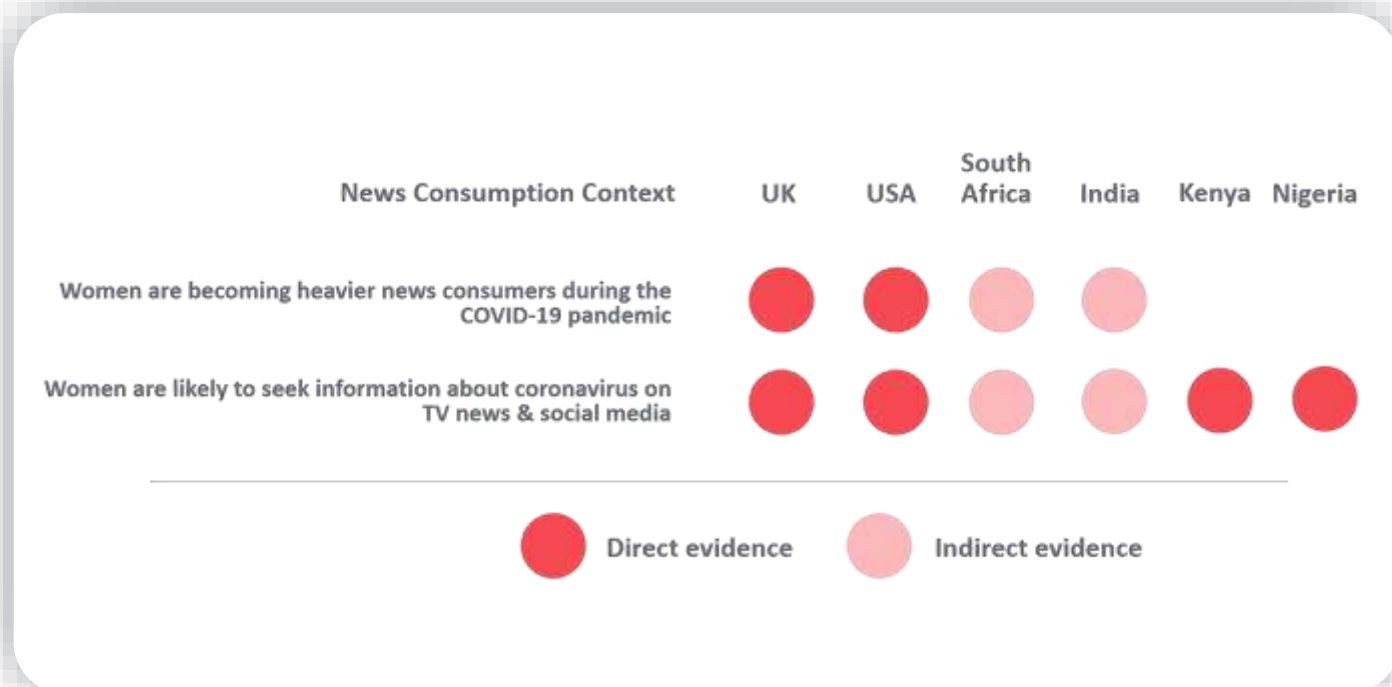 News Consumption Context
UK
USA
South
Africa
India
Kenya
Nigeria
Women are becoming heavier news consumers during the
COVID-19 pandemic
Women are likely to seek information about coronavirus on
TV news & social media
Direct evidence
Indirect evidence